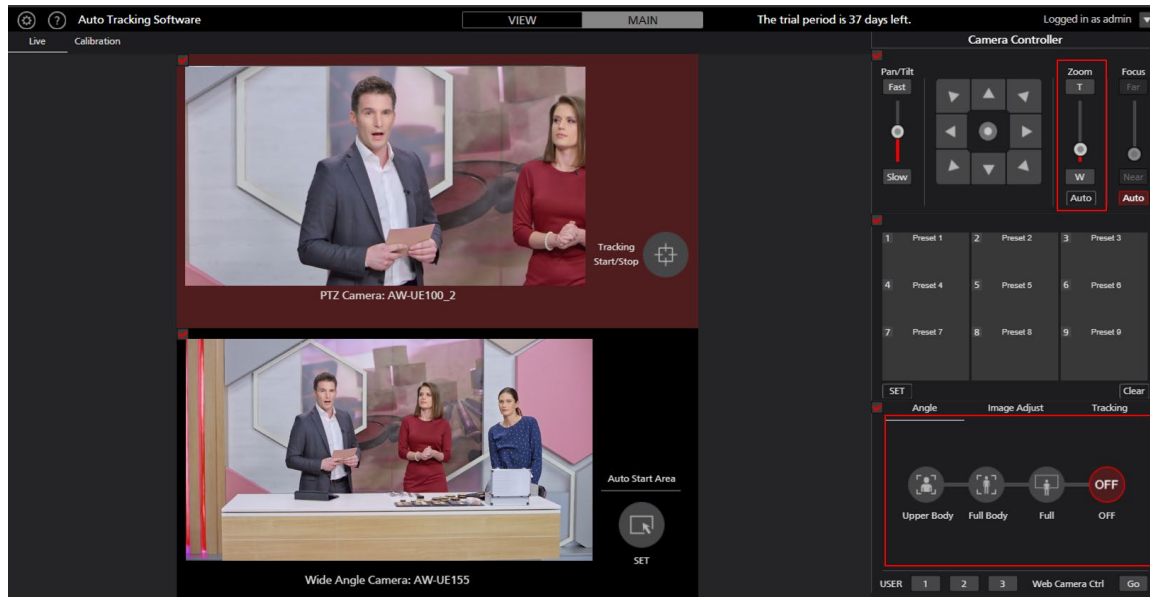 ? Auto Tracking Software
VIEW MAIN
The trial period is 37 days left.
Logged in as admin
Live Calibration
Camera Controller
Pan/Tilt
Fast
Slow
Zoom
T
W
Auto
Focus
Far
Near
Auto
Tracking
Start/Stop
PTZ Camera: AW-UE100_2
1 Preset 1 2 Preset 2 3 Preset 3
4 Preset 4 5 Preset 5 6 Preset 6
7 Preset 7 8 Preset 8 9 Preset 9
SET Clear
Angle Image Adjust Tracking
OFF
Upper Body Full Body Full OFF
Auto Start Area
SET
Wide Angle Camera: AW-UE155
USER 1 2 3 Web Camera Ctrl Go